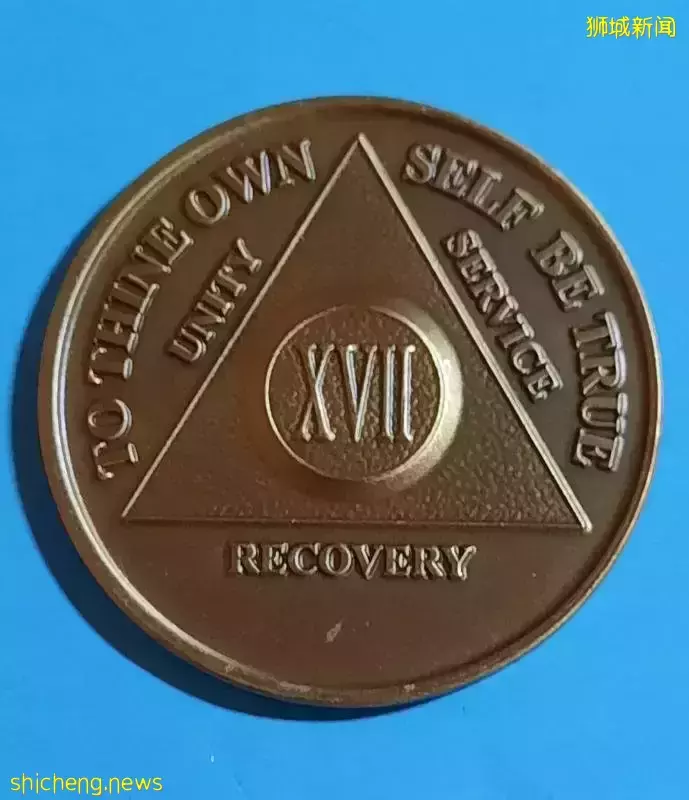 狮城新闻
TO THINE OWN SELF BE TRUE
UNITY
SERVICE
XVII
RECOVERY
shicheng.news